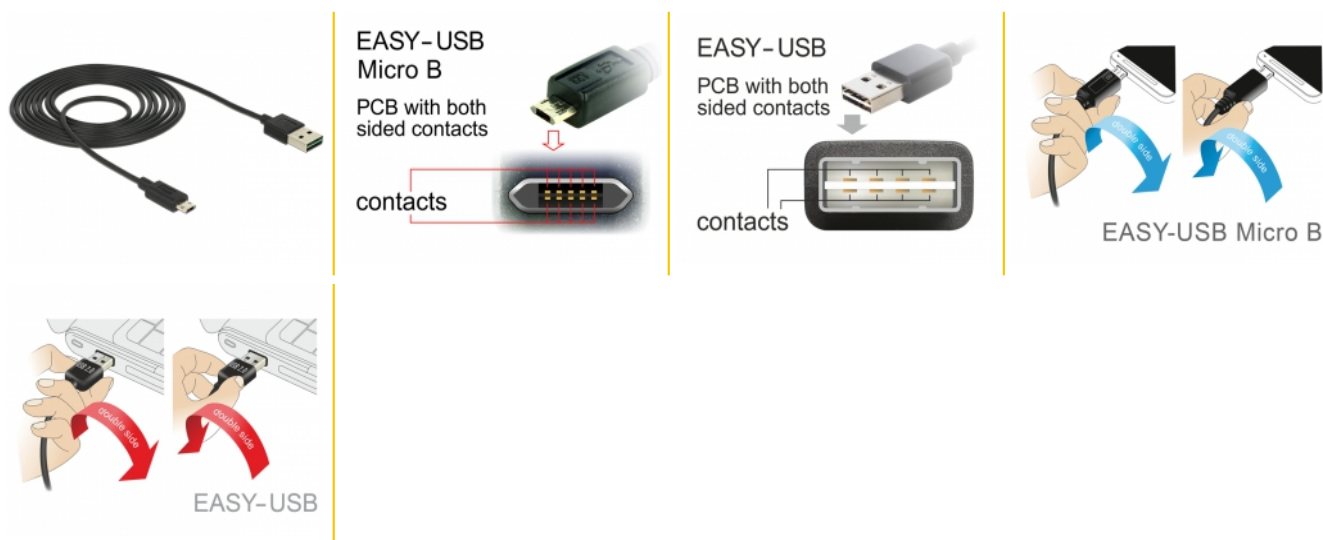 EASY-USB
Micro B
PCB with both
sided contacts
contacts
EASY-USB
PCB with both
sided contacts
contacts
double side
double side
EASY-USB Micro B
double side
double side
EASY-USB